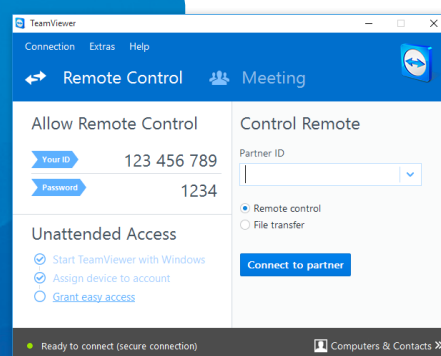 TeamViewer
Connection Extras Help
Remote Control Meeting
Allow Remote Control
Your ID 123 456 789
Password 1234
Unattended Access
Start TeamViewer with Windows
Assign device to account
Grant easy access
Control Remote
Partner ID
Remote control
File transfer
Connect to partner
Ready to connect (secure connection) Computers & Contacts